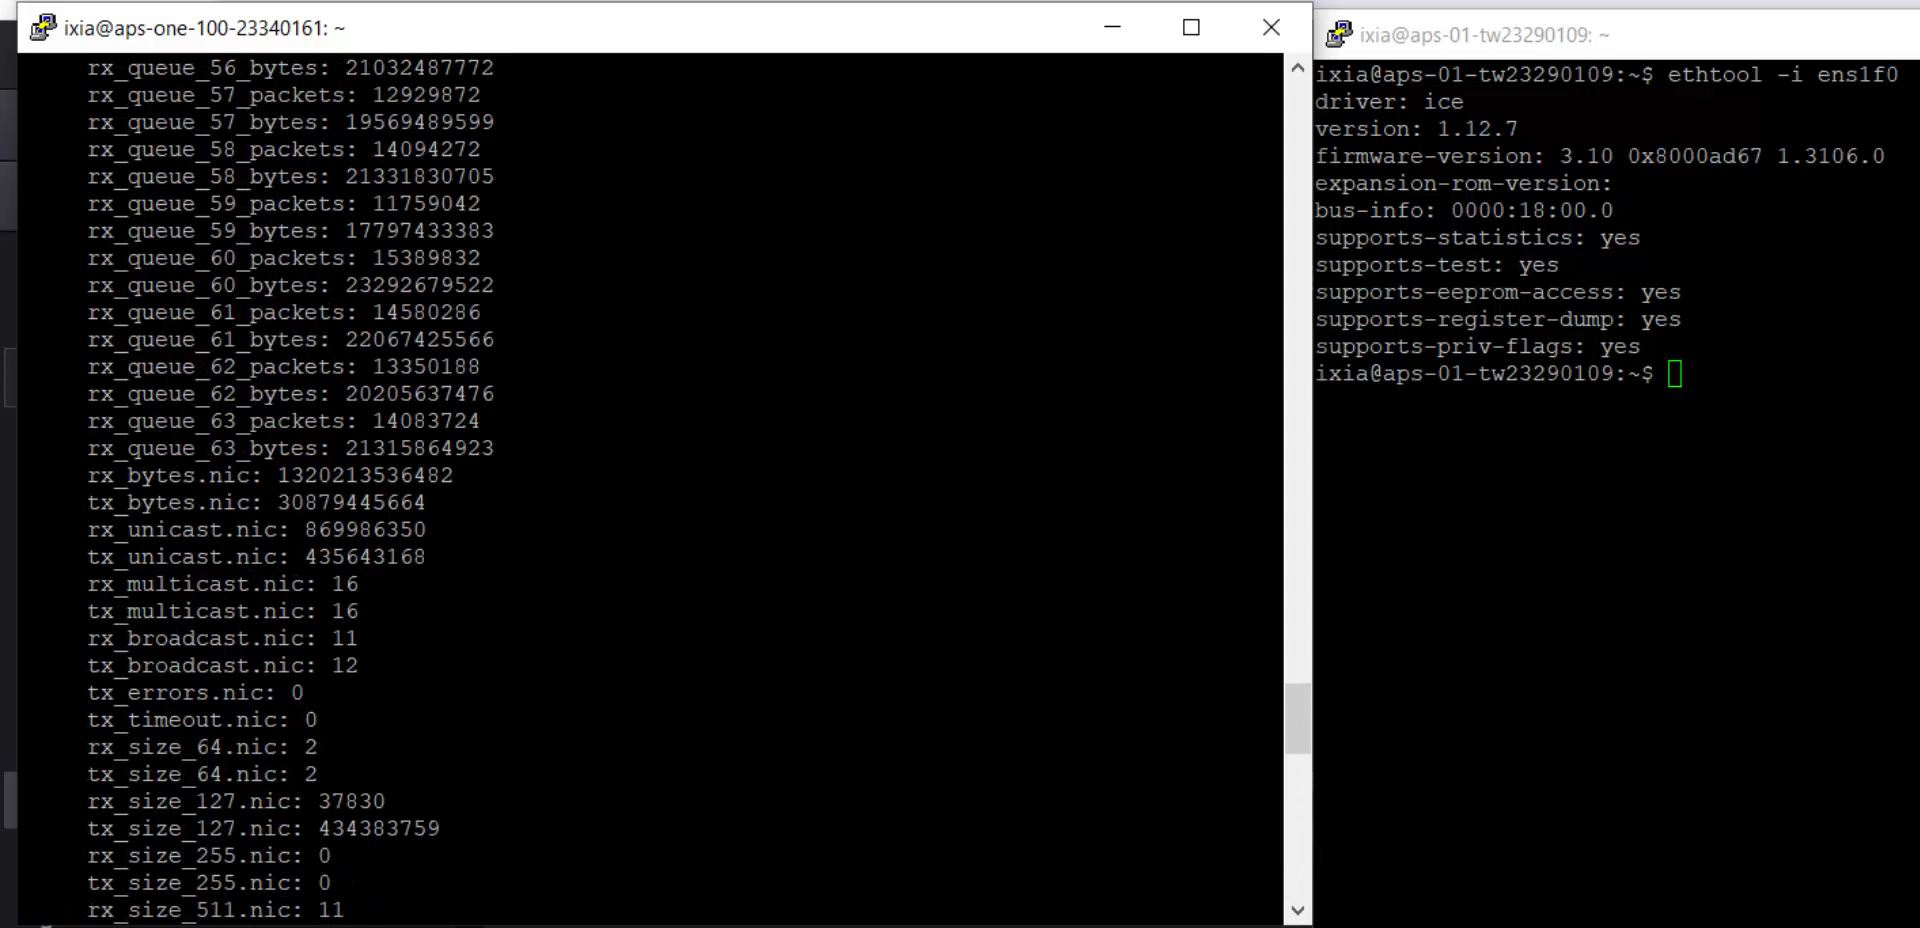 ixia@aps-one-100-23340161: ~
rx_queue_56_bytes: 21032487772
rx_queue_57_packets: 12929872
rx_queue_57_bytes: 19569489599
rx_queue_58_packets: 14094272
rx_queue_58_bytes: 21331830705
rx_queue_59_packets: 11759042
rx_queue_59_bytes: 17797433383
rx_queue_60_packets: 15389832
rx_queue_60_bytes: 23292679522
rx_queue_61_packets: 14580286
rx_queue_61_bytes: 22067425566
rx_queue_62_packets: 13350188
rx_queue_62_bytes: 20205637476
rx_queue_63_packets: 14083724
rx_queue_63_bytes: 21315864923
rx_bytes.nic: 1320213536482
tx_bytes.nic: 30879445664
rx_unicast.nic: 869986350
tx_unicast.nic: 435643168
rx_multicast.nic: 16
tx_multicast.nic: 16
rx_broadcast.nic: 11
tx_broadcast.nic: 12
tx_errors.nic: 0
tx_timeout.nic: 0
rx_size_64.nic: 2
tx_size_64.nic: 2
rx_size_127.nic: 37830
tx_size_127.nic: 434383759
rx_size_255.nic: 0
tx_size_255.nic: 0
rx_size_511.nic: 11
ixia@aps-01-tw23290109: ~
ixia@aps-01-tw23290109:~$ ethtool -i ens1f0
driver: ice
version: 1.12.7
firmware-version: 3.10 0x8000ad67 1.3106.0
expansion-rom-version:
bus-info: 0000:18:00.0
supports-statistics: yes
supports-test: yes
supports-eeprom-access: yes
supports-register-dump: yes
supports-priv-flags: yes
ixia@aps-01-tw23290109:~$